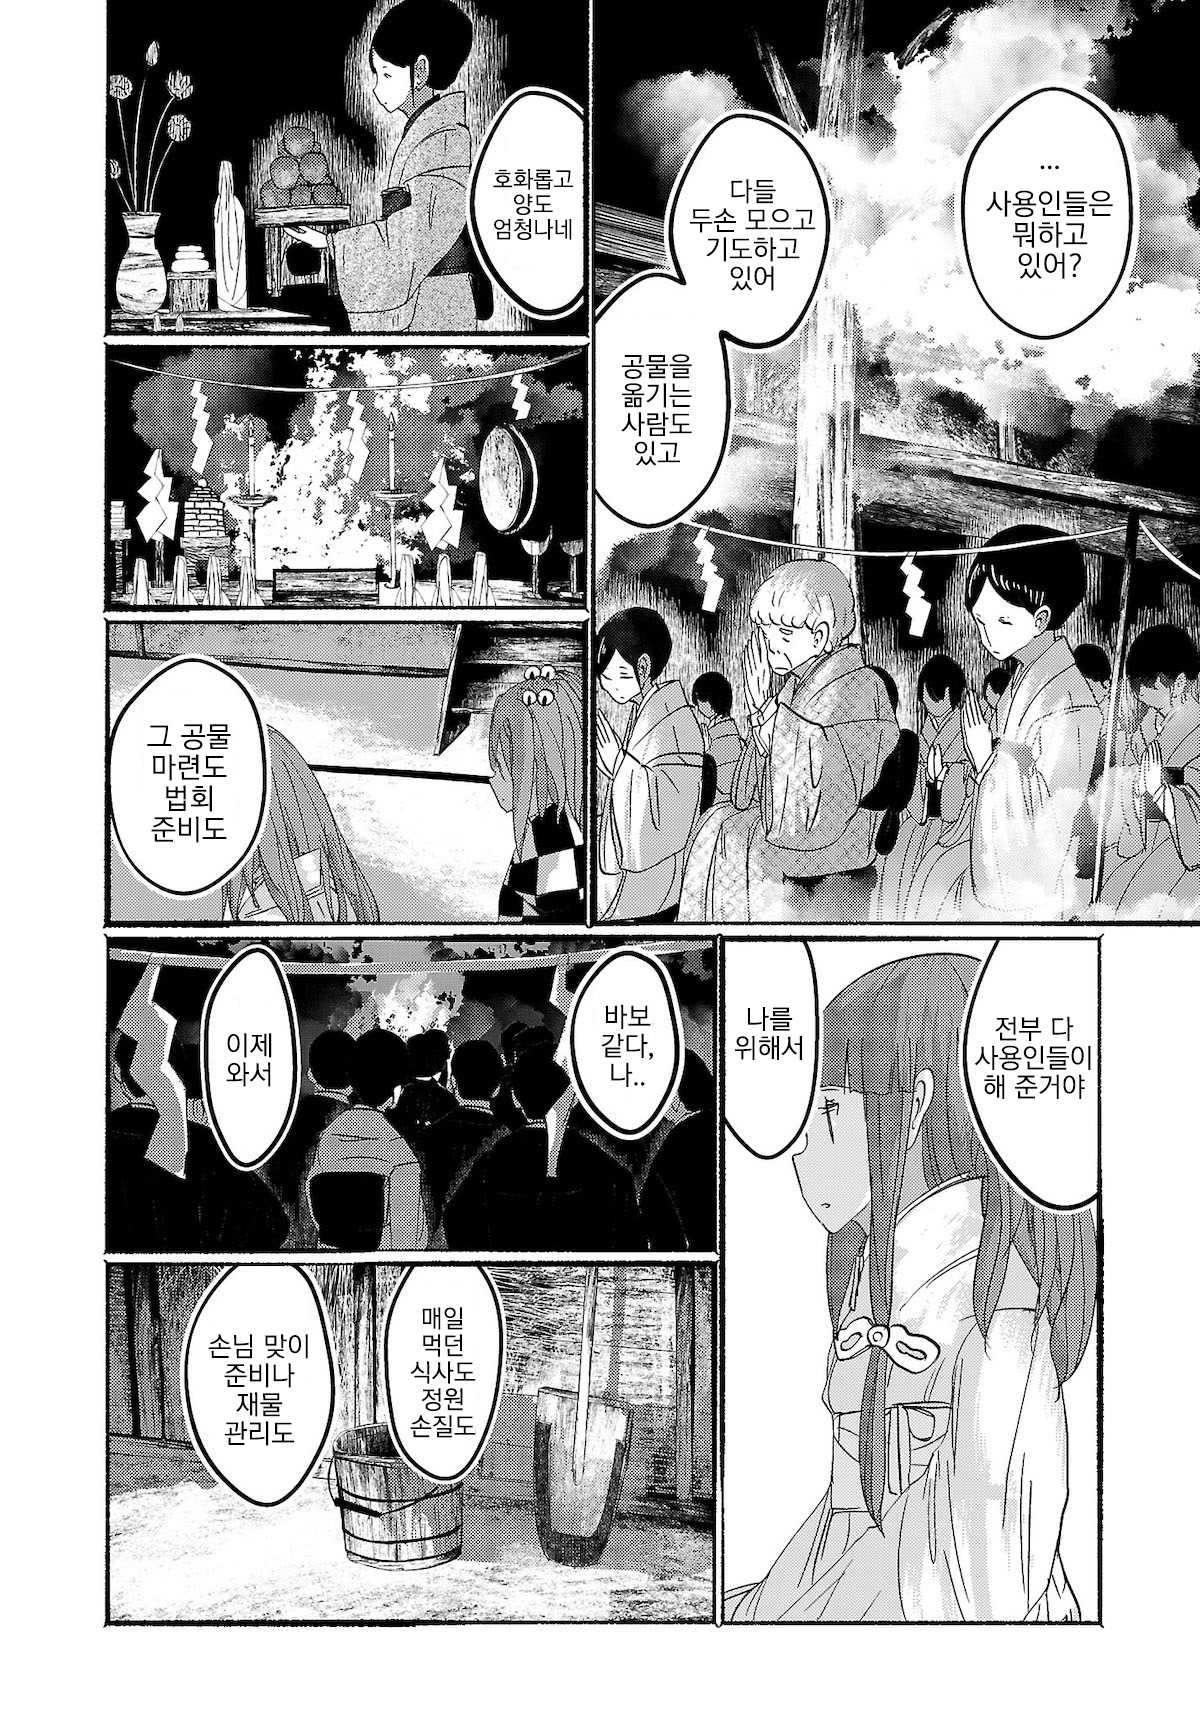 ...
사용인들은
뭐하고
있어?
다들
두손 모으고
기도하고
있어
공물을
옮기는
사람도
있고
호화롭고
양도
엄청나네
그 공물
마련도
법회
준비도
전부 다
사용인들이
해 준거야
나를
위해서
바보
같다,
나..
이제
와서
매일
먹던
식사도
정원
손질도
손님 맞이
준비나
재물
관리도